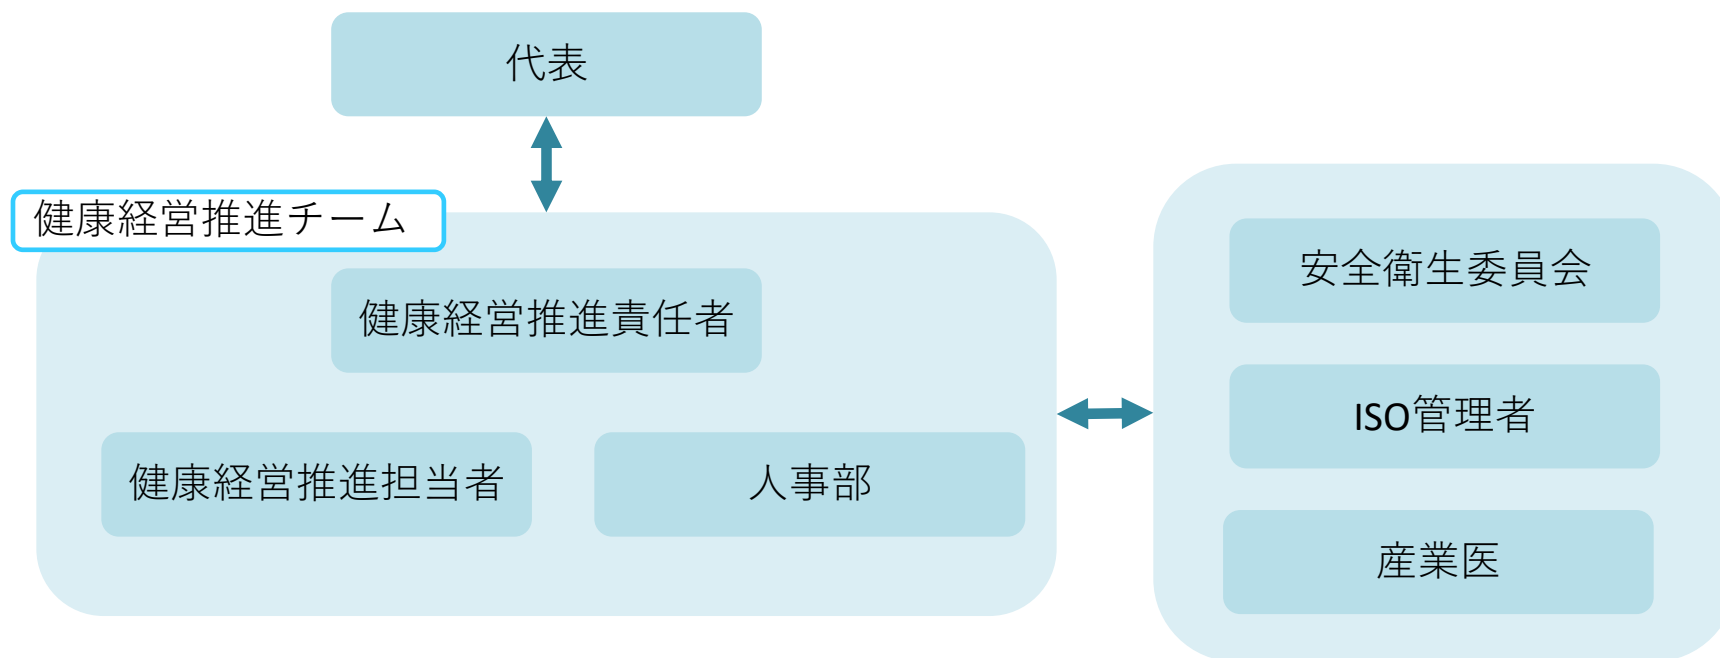 代表
健康経営推進チーム
健康経営推進責任者
健康経営推進担当者
人事部
安全衛生委員会
ISO管理者
産業医